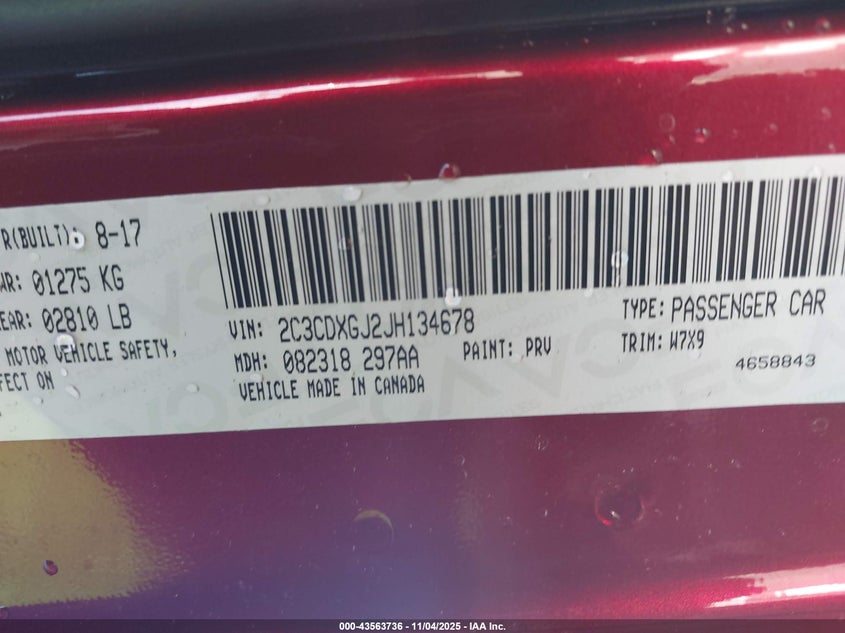 R(BUILT): 8-17
WR: 01275 KG
EAR: 02810 LB
MOTOR VEHICLE SAFETY,
FECT ON
VIN: 2C3CDXGJ2JH134678
TYPE: PASSENGER CAR
MDH: 082318 297AA
PAINT: PRV
TRIM: W7X9
VEHICLE MADE IN CANADA
4658843
000-43563736 - 11/04/2025 - IAA Inc.